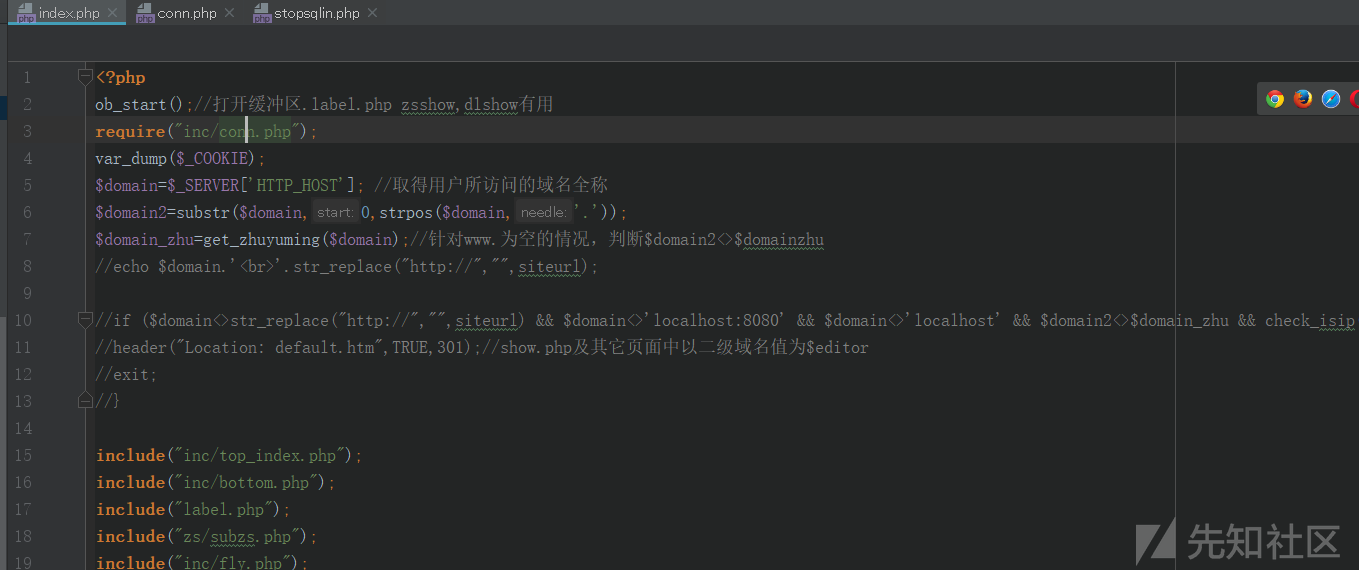 index.php conn.php stopsqlin.php
1 <?php
2 ob_start();//打开缓冲区.label.php zsshow,dlshow有用
3 require("inc/conn.php");
4 var_dump($_COOKIE);
5 $domain=$_SERVER['HTTP_HOST']; //取得用户所访问的域名全称
6 $domain2=substr($domain, start: 0,strpos($domain, needle: '.'));
7 $domain_zhu=get_zhuyuming($domain);//针对www.为空的情况，判断$domain2<>$domainzhu
8 //echo $domain.'<br>'.str_replace("http://","",siteurl);
9
10 //if ($domain<>str_replace("http://","",siteurl) && $domain<>'localhost:8080' && $domain<>'localhost' && $domain2<>$domain_zhu && check_isip
11 //header("Location: default.htm",TRUE,301);//show.php及其它页面中以二级域名值为$editor
12 //exit;
13 //}
14
15 include("inc/top_index.php");
16 include("inc/bottom.php");
17 include("label.php");
18 include("zs/subzs.php");
19 include("inc/fly.php");
先知社区